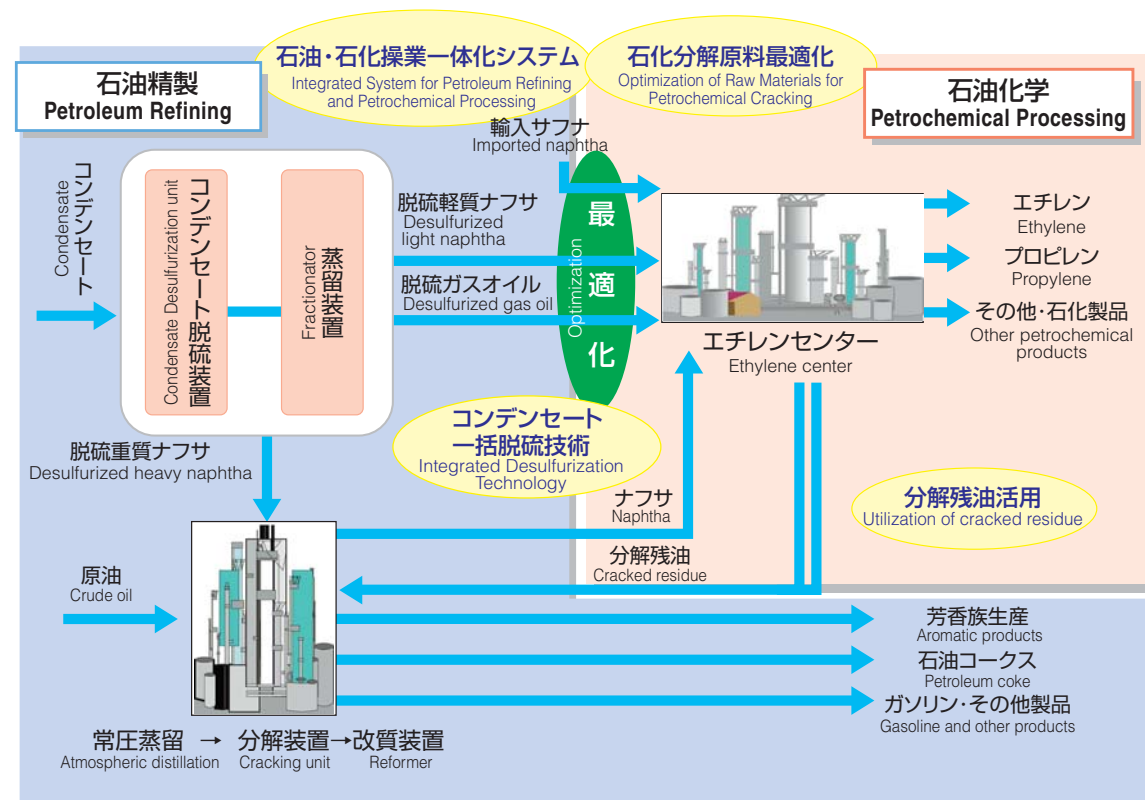 石油・石化操業一体化システム
Integrated System for Petroleum Refining
and Petrochemical Processing
石化分解原料最適化
Optimization of Raw Materials for
Petrochemical Cracking
石油精製
Petroleum Refining
石油化学
Petrochemical Processing
輸入サフナ
Imported naphtha
コンデンセート
Condensate
コンデンセート脱硫装置
Condensate Desulfurization unit
蒸留装置
Fractionator
脱硫軽質ナフサ
Desulfurized
light naphtha
脱硫ガスオイル
Desulfurized gas oil
最適化
Optimization
エチレン
Ethylene
プロピレン
Propylene
その他・石化製品
Other petrochemical
products
エチレンセンター
Ethylene center
コンデンセート
一括脱硫技術
Integrated Desulfurization
Technology
脱硫重質ナフサ
Desulfurized heavy naphtha
ナフサ
Naphtha
分解残油活用
Utilization of cracked residue
分解残油
Cracked residue
原油
Crude oil
芳香族生産
Aromatic products
石油コークス
Petroleum coke
ガソリン・その他製品
Gasoline and other products
常圧蒸留 → 分解装置→改質装置
Atmospheric distillation Cracking unit Reformer